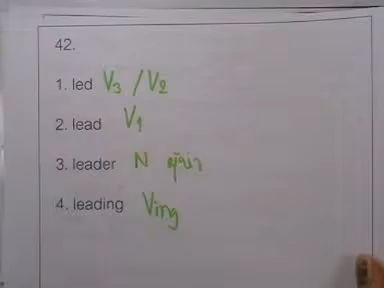 42.
1. led V3 / V2
2. lead V1
3. leader N ผู้นำ
4. leading Ving